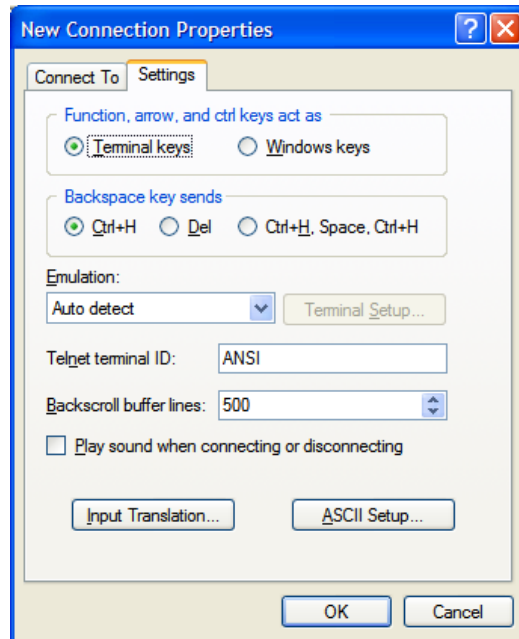 New Connection Properties
Connect To Settings
Function, arrow, and ctrl keys act as
Terminal keys Windows keys
Backspace key sends
Ctrl+H Del Ctrl+H, Space, Ctrl+H
Emulation:
Auto detect Terminal Setup...
Telnet terminal ID: ANSI
Backscroll buffer lines: 500
Play sound when connecting or disconnecting
Input Translation... ASCII Setup...
OK Cancel